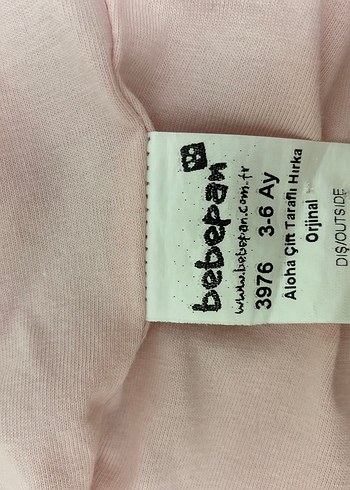 bebepan
www.bebepan.com.tr
3976 3-6 Ay
Aloha Çift Taraflı Hırka
Orjinal
DIŞ/OUTSIDE